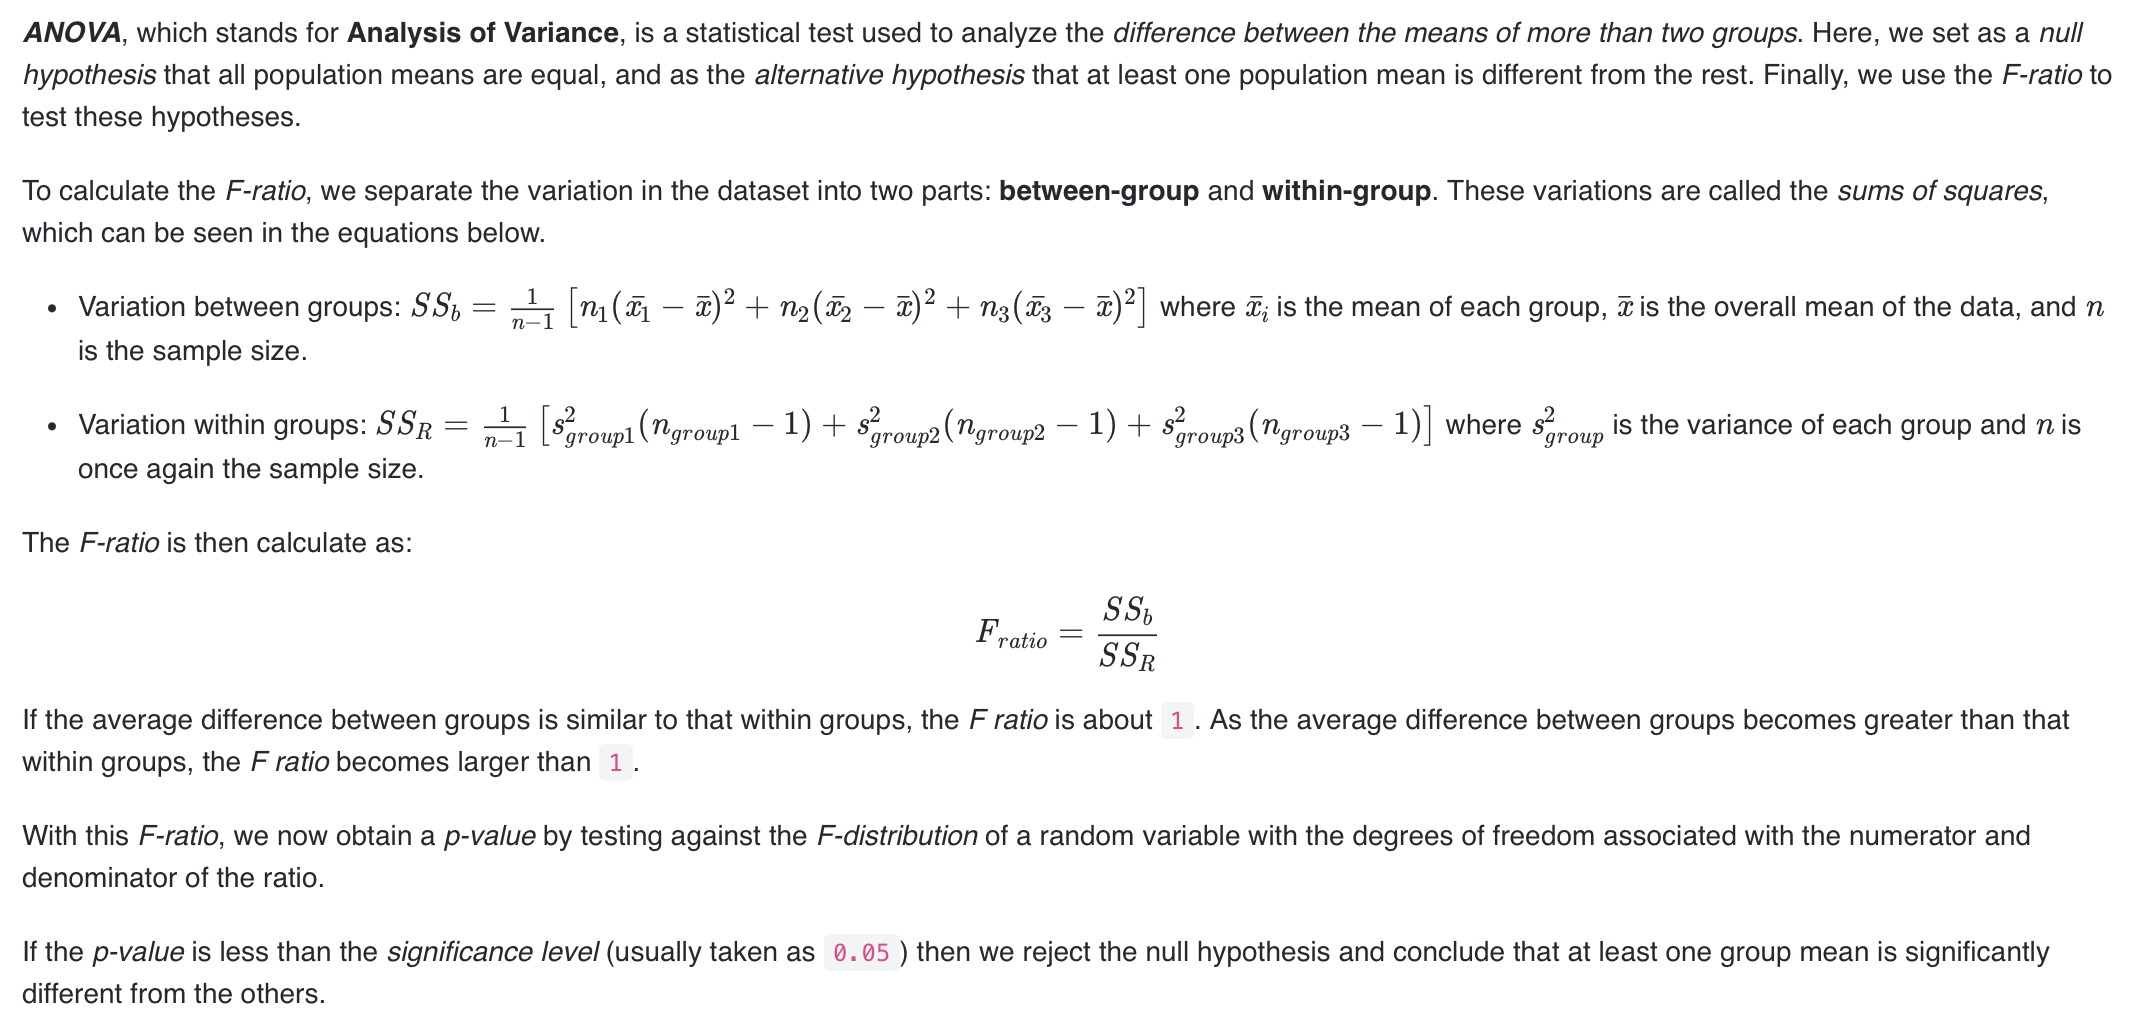 ANOVA, which stands for Analysis of Variance, is a statistical test used to analyze the difference between the means of more than two groups. Here, we set as a null
hypothesis that all population means are equal, and as the alternative hypothesis that at least one population mean is different from the rest. Finally, we use the F-ratio to
test these hypotheses.
To calculate the F-ratio, we separate the variation in the dataset into two parts: between-group and within-group. These variations are called the sums of squares,
which can be seen in the equations below.
• Variation between groups: $SS_b = \frac{1}{n-1} \left[ n_1(\bar{x}_1 - \bar{x})^2 + n_2(\bar{x}_2 - \bar{x})^2 + n_3(\bar{x}_3 - \bar{x})^2 \right]$ where $\bar{x}_i$ is the mean of each group, $\bar{x}$ is the overall mean of the data, and $n$
is the sample size.
• Variation within groups: $SS_R = \frac{1}{n-1} \left[ s^2_{group1}(n_{group1} - 1) + s^2_{group2}(n_{group2} - 1) + s^2_{group3}(n_{group3} - 1) \right]$ where $s^2_{group}$ is the variance of each group and $n$ is
once again the sample size.
The F-ratio is then calculate as:
$F_{ratio} = \frac{SS_b}{SS_R}$
If the average difference between groups is similar to that within groups, the F ratio is about 1 . As the average difference between groups becomes greater than that
within groups, the F ratio becomes larger than 1 .
With this F-ratio, we now obtain a p-value by testing against the F-distribution of a random variable with the degrees of freedom associated with the numerator and
denominator of the ratio.
If the p-value is less than the significance level (usually taken as 0.05 ) then we reject the null hypothesis and conclude that at least one group mean is significantly
different from the others.